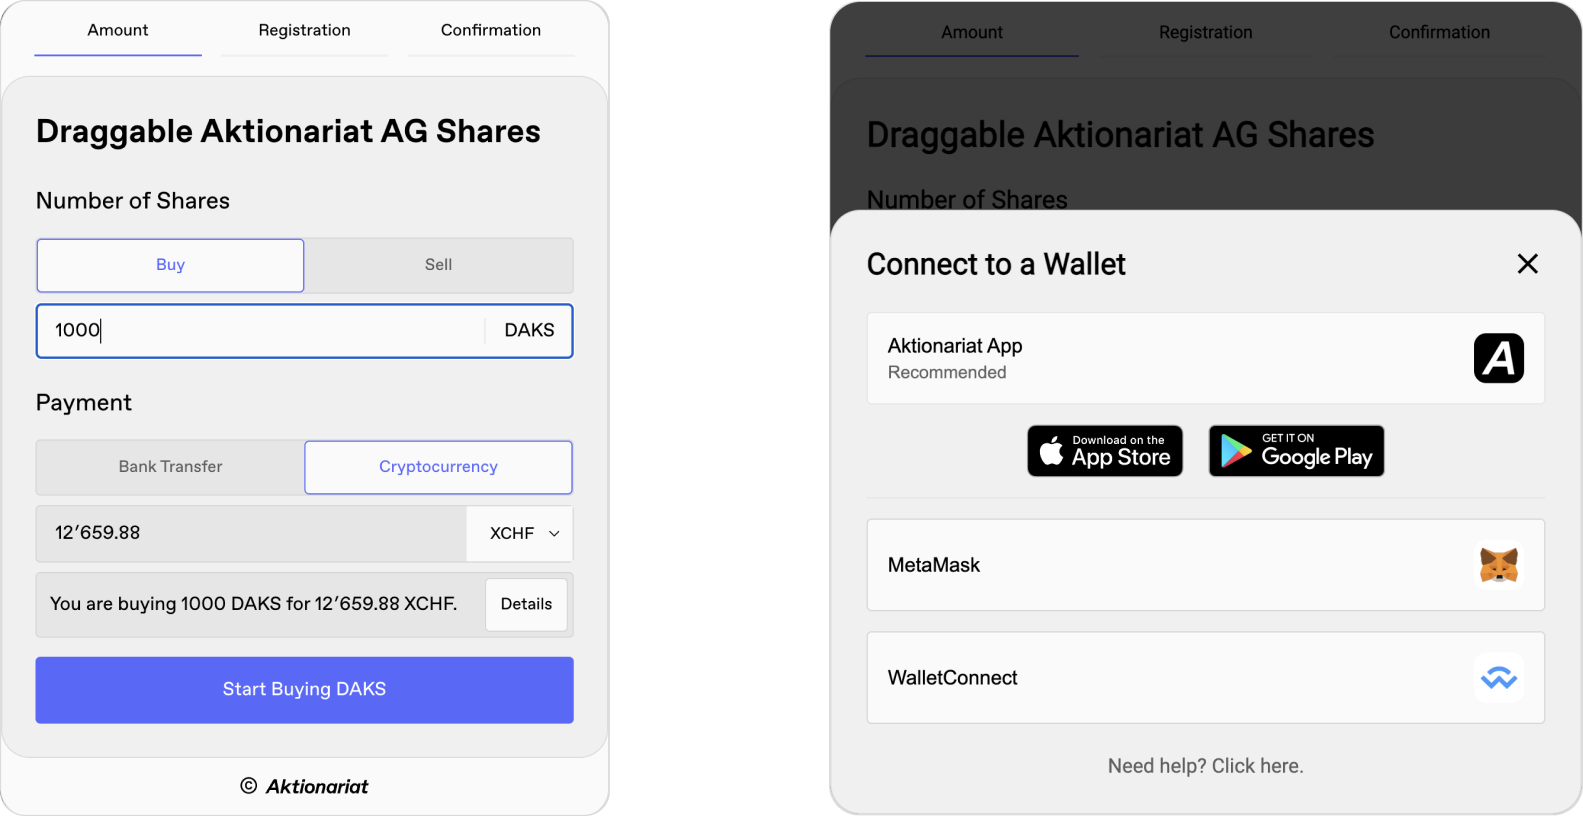 Amount Registration Confirmation
Draggable Aktionariat AG Shares
Number of Shares
Buy Sell
1000 DAKS
Payment
Bank Transfer Cryptocurrency
12’659.88 XCHF
You are buying 1000 DAKS for 12’659.88 XCHF. Details
Start Buying DAKS
© Aktionariat
Amount Registration Confirmation
Draggable Aktionariat AG Shares
Number of Shares
Connect to a Wallet
Aktionariat App
Recommended
A
Download on the
App Store
GET IT ON
Google Play
MetaMask
WalletConnect
Need help? Click here.